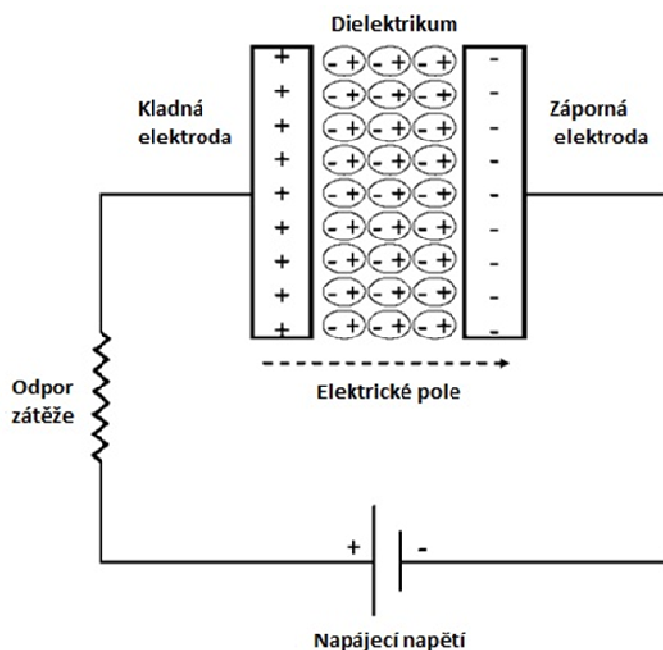 Dielektrikum
Kladná
elektroda
Záporná
elektroda
+ - + - + - + -
+ - + - + - + -
+ - + - + - + -
+ - + - + - + -
+ - + - + - + -
+ - + - + - + -
+ - + - + - + -
+ - + - + - + -
+ - + - + - + -
Elektrické pole
Odpor
zátěže
+ -
Napájecí napětí